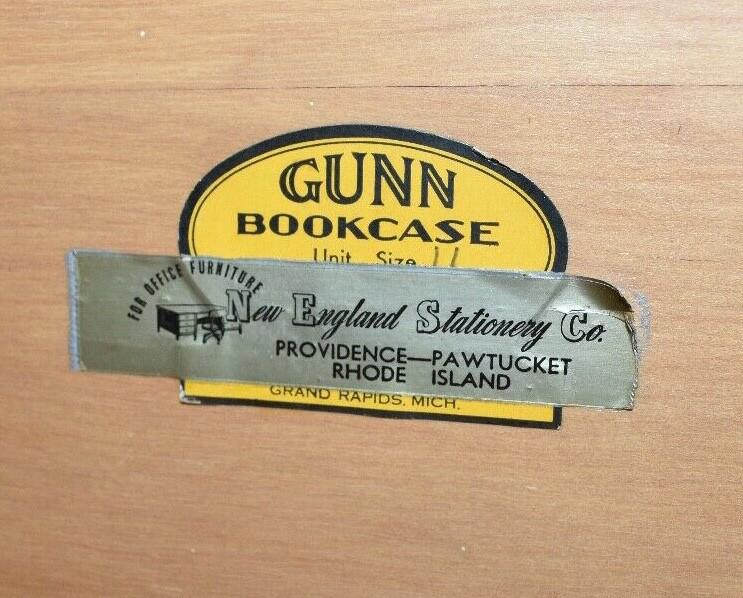 GUNN
BOOKCASE
Unit Size 11
FOR OFFICE FURNITURE
New England Stationery Co.
PROVIDENCE—PAWTUCKET
RHODE ISLAND
GRAND RAPIDS, MICH.